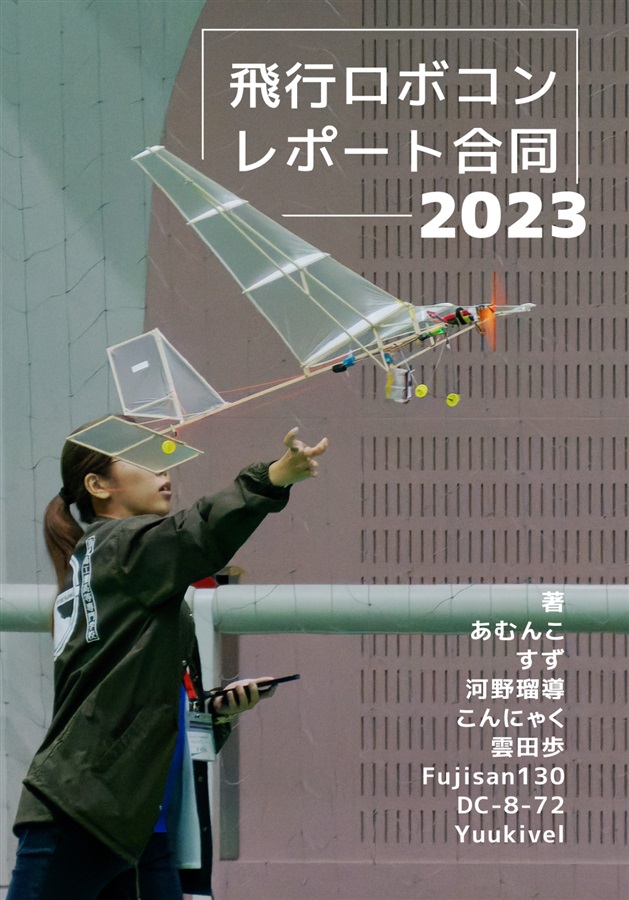 飛行ロボコン
レポート合同
2023
著
あむんこ
すず
河野瑠導
こんにゃく
雲田歩
Fujisan130
DC-8-72
Yuukivel